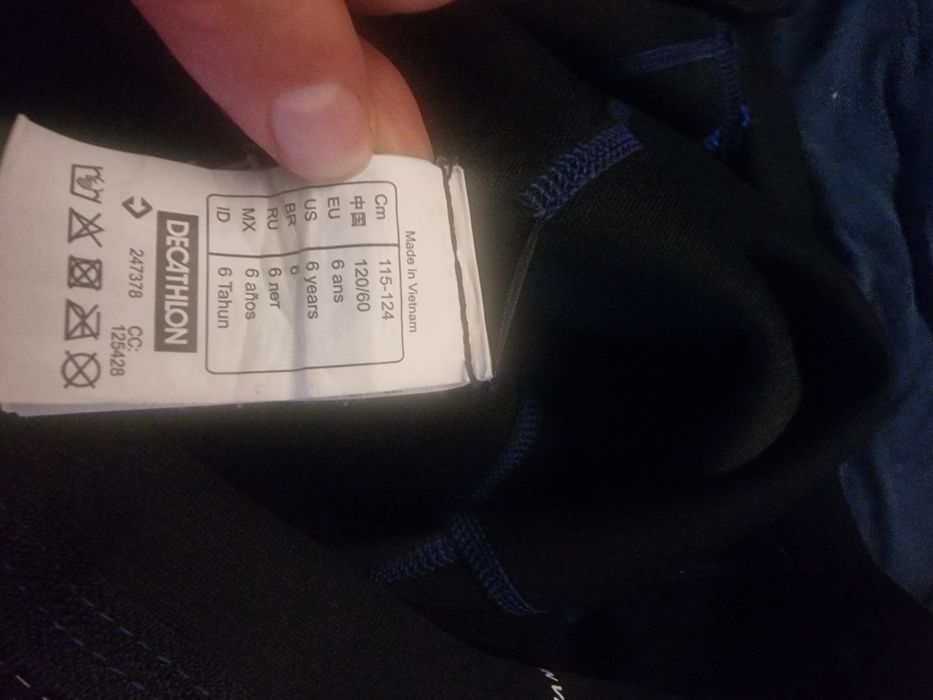 Made in Vietnam
Cm 115-124
中国 120/60
EU 6 ans
US 6 years
BR 6
RU 6 лет
MX 6 años
ID 6 Tahun
DECATHLON
247378 CC:
125428